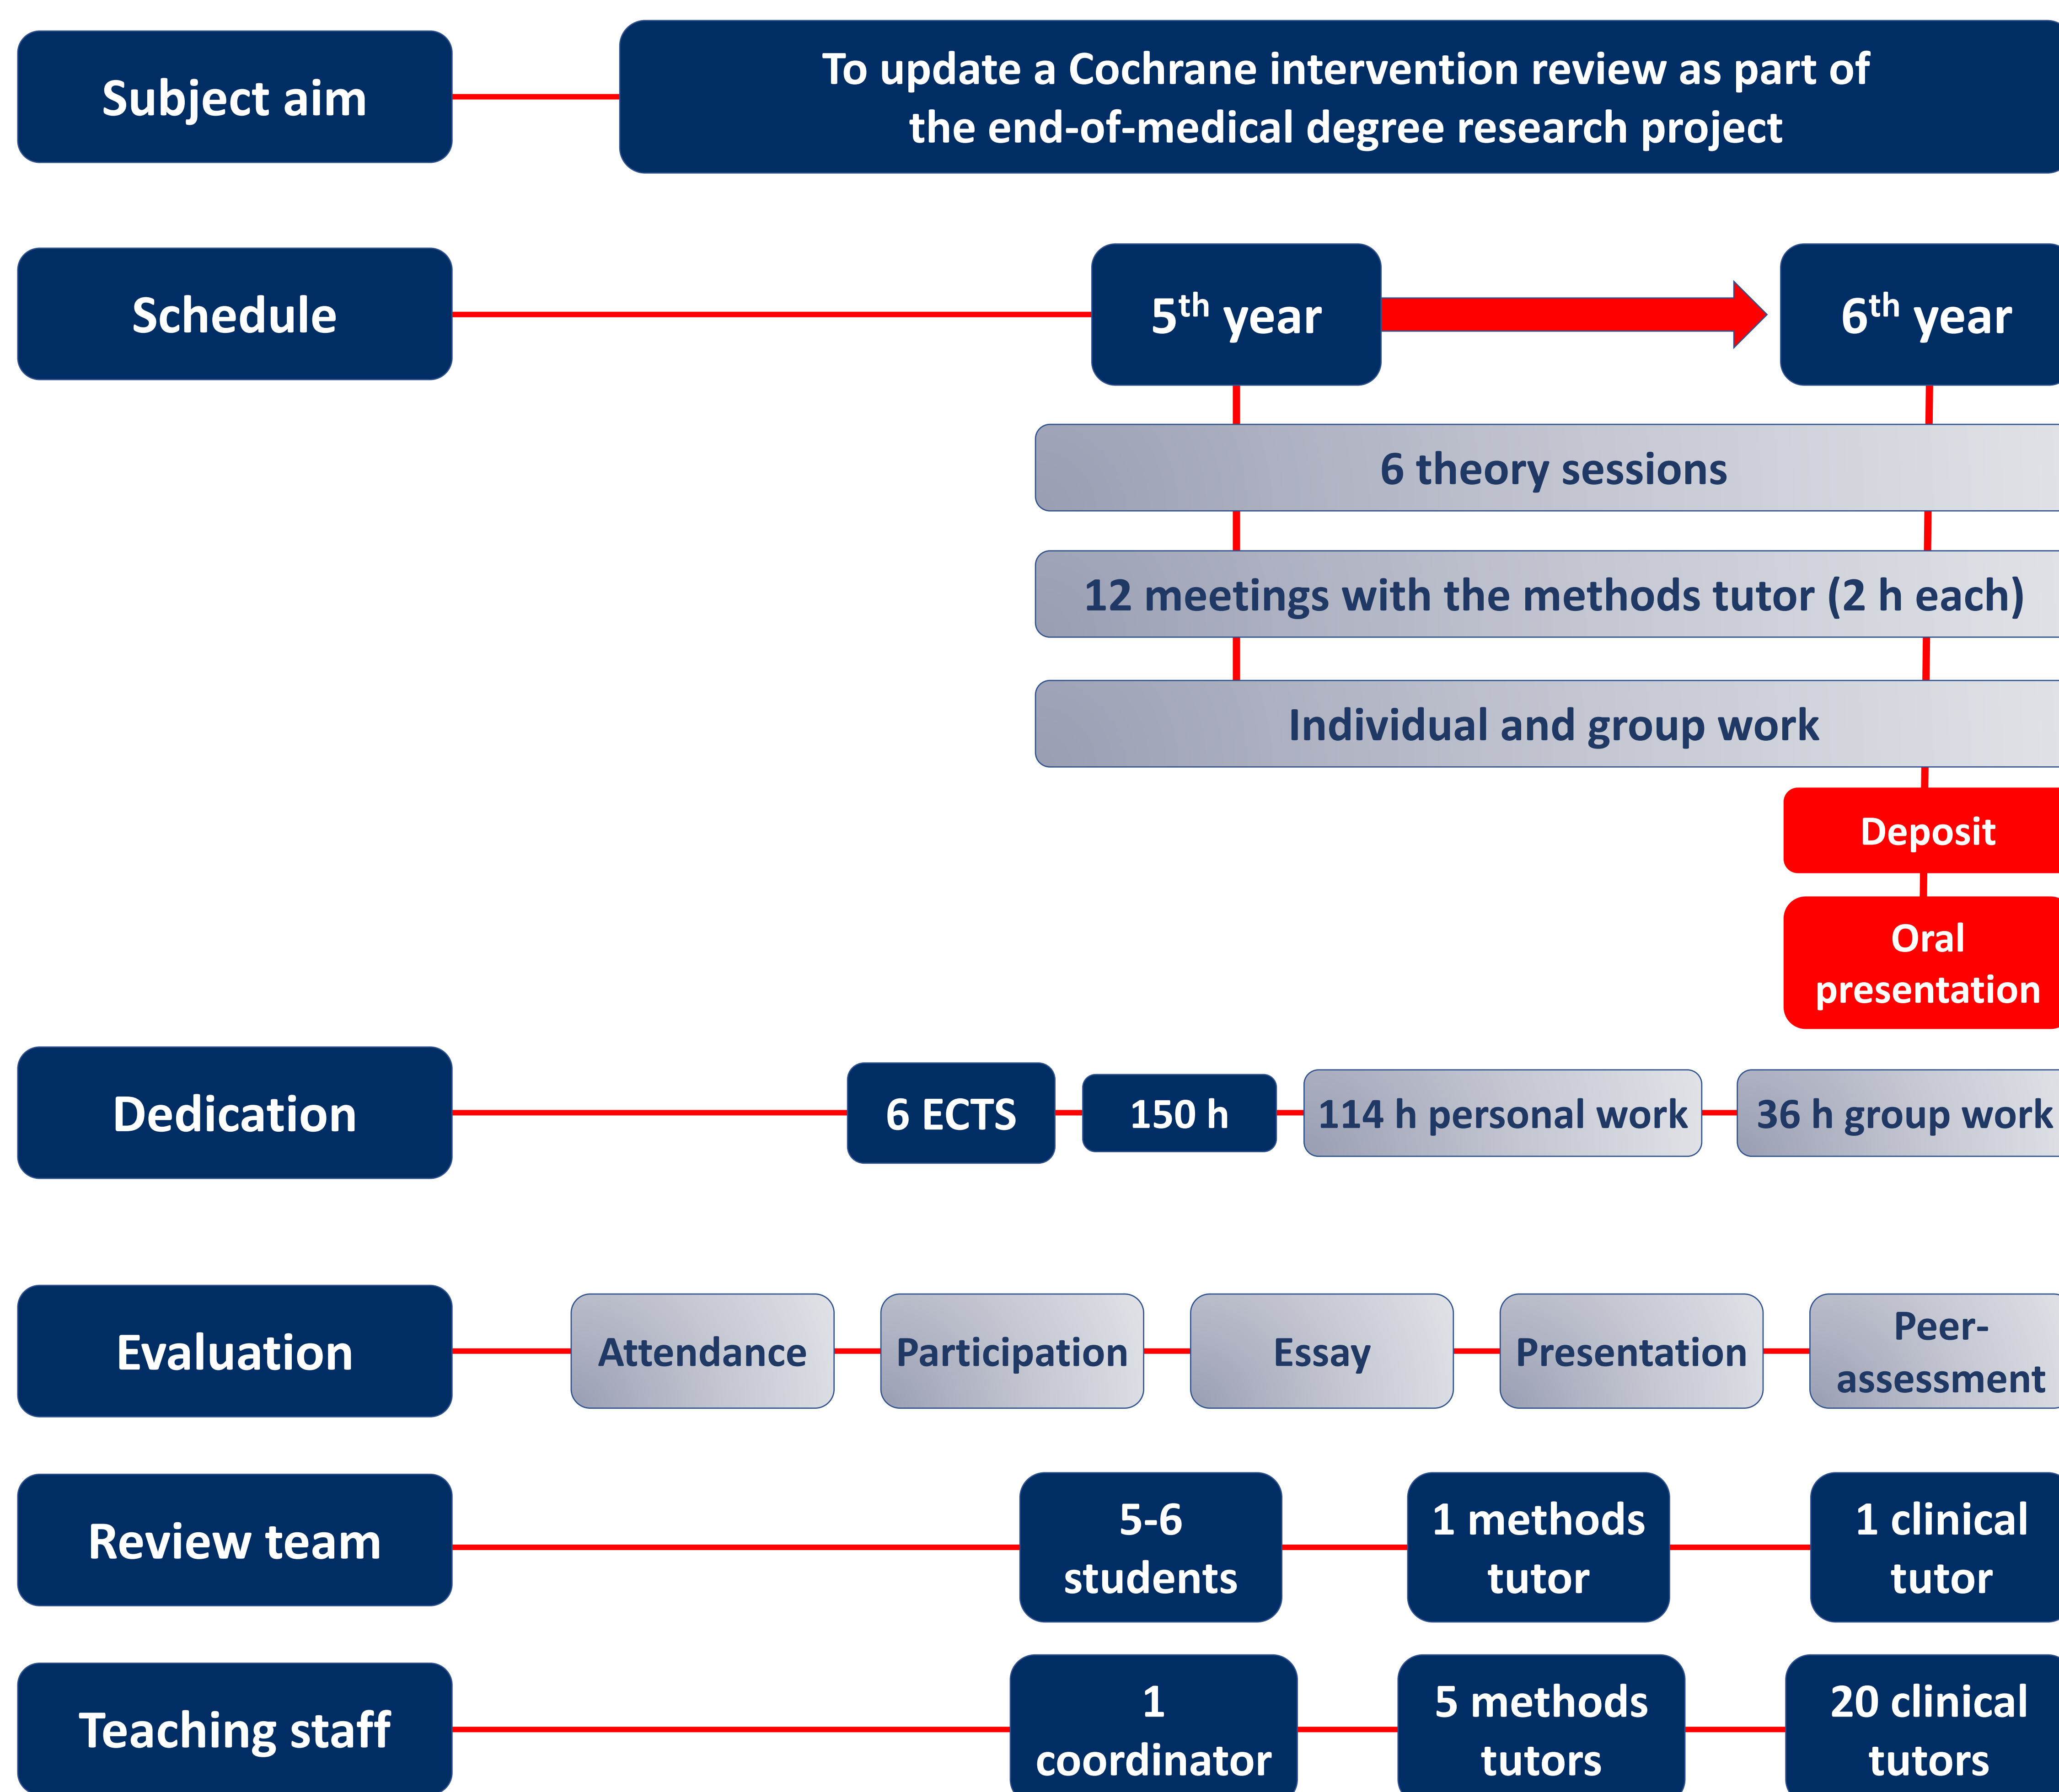 Subject aim
To update a Cochrane intervention review as part of
the end-of-medical degree research project
Schedule
5th year
6th year
6 theory sessions
12 meetings with the methods tutor (2 h each)
Individual and group work
Deposit
Oral
presentation
Dedication
6 ECTS
150 h
114 h personal work
36 h group work
Evaluation
Attendance
Participation
Essay
Presentation
Peer-
assessment
Review team
5-6
students
1 methods
tutor
1 clinical
tutor
Teaching staff
1
coordinator
5 methods
tutors
20 clinical
tutors